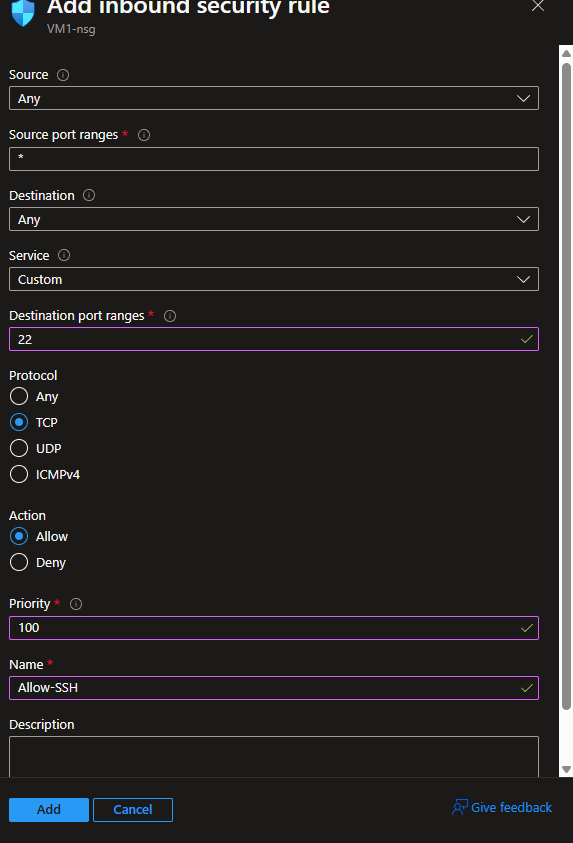 Add inbound security rule
VM1-nsg
Source
Any
Source port ranges *
*
Destination
Any
Service
Custom
Destination port ranges *
22
Protocol
Any
TCP
UDP
ICMPv4
Action
Allow
Deny
Priority *
100
Name *
Allow-SSH
Description
Add
Cancel
Give feedback